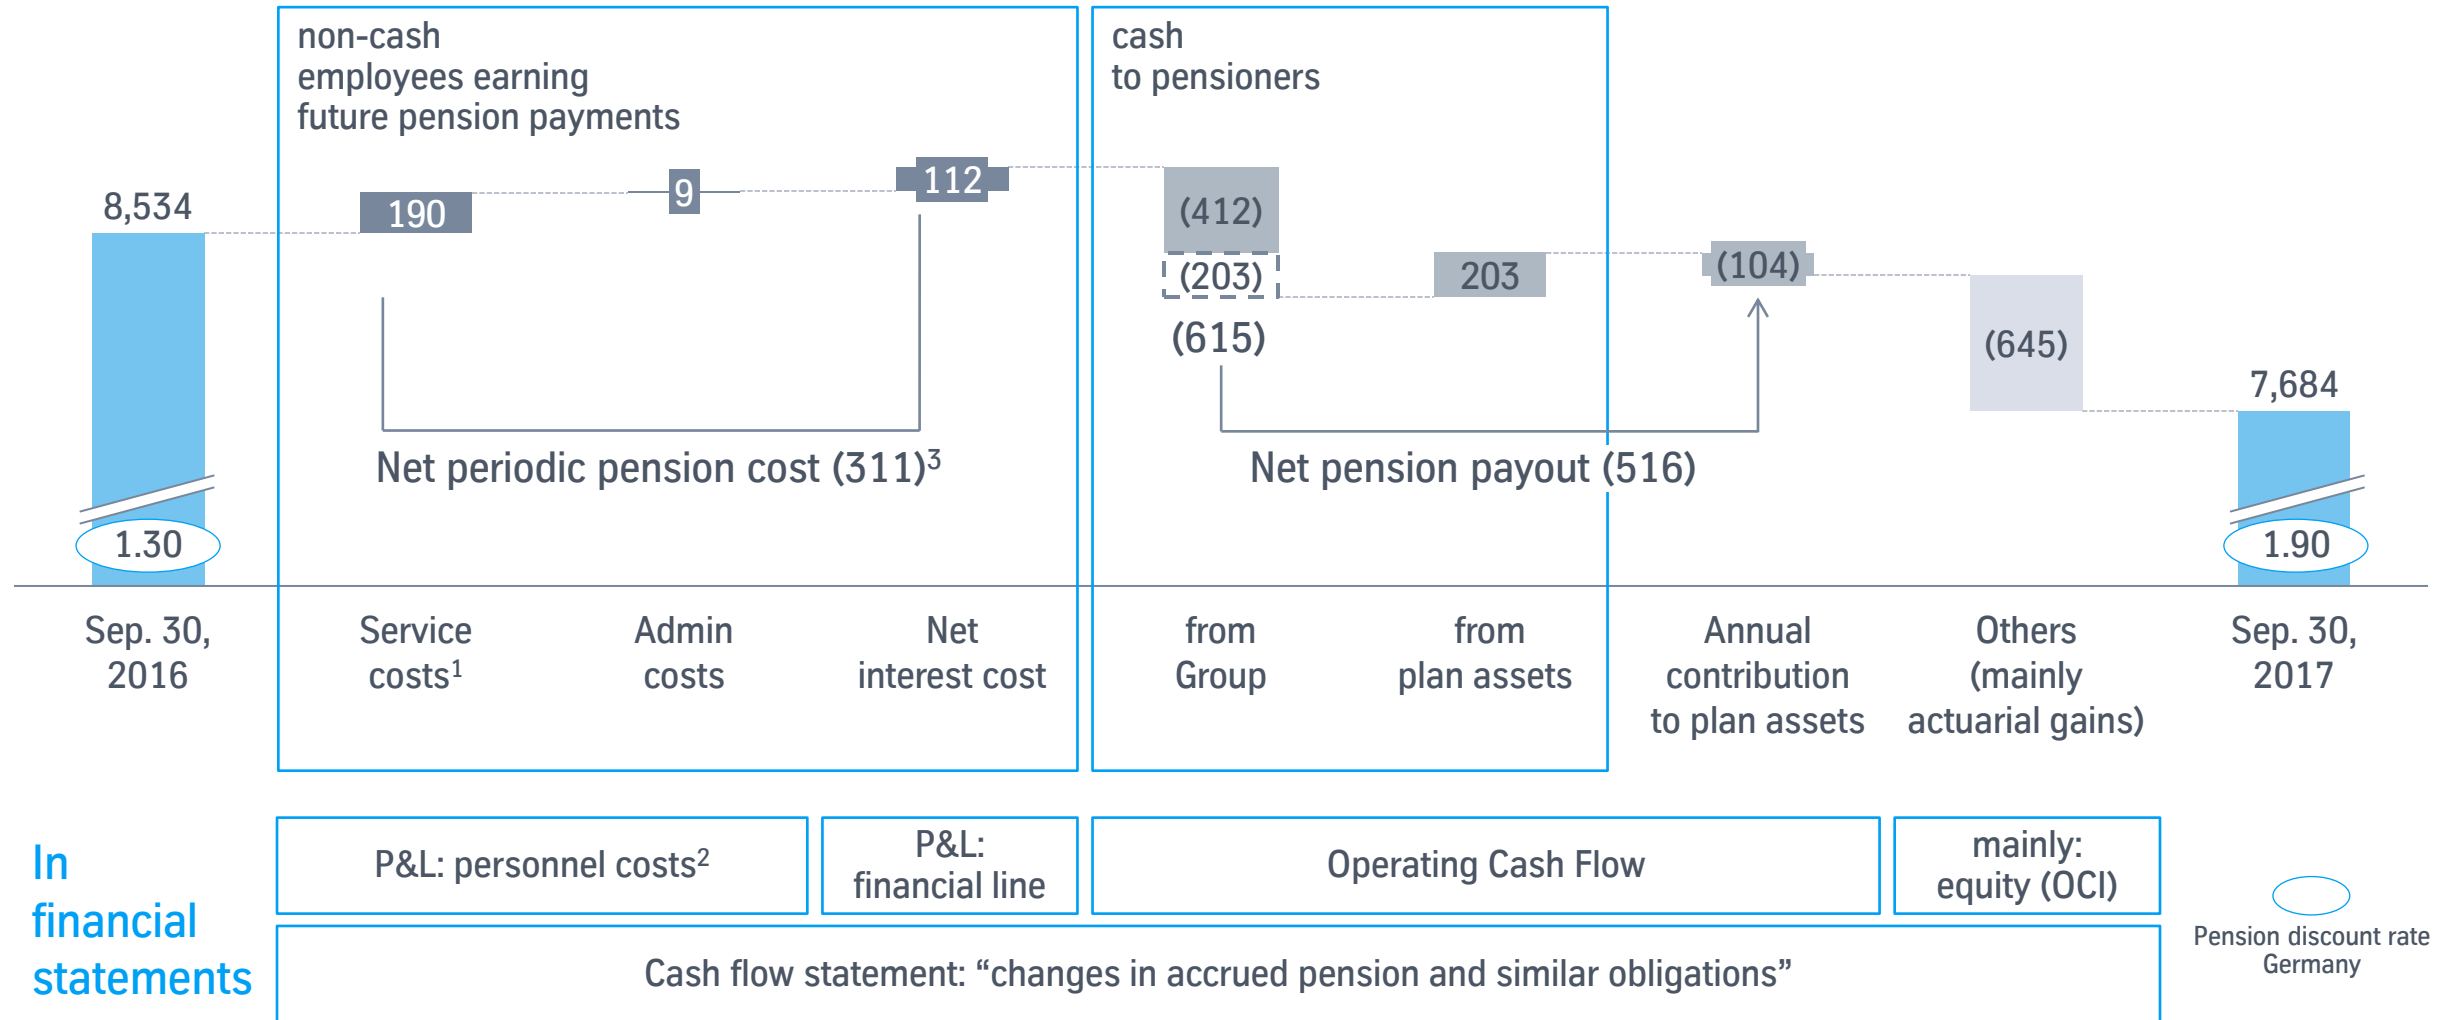 non-cash
employees earning
future pension payments
cash
to pensioners
8,534
190
9
112
(412)
(203)
(615)
203
(104)
(645)
7,684
Net periodic pension cost (311)³
Net pension payout (516)
1.30
1.90
Sep. 30,
2016
Service
costs¹
Admin
costs
Net
interest cost
from
Group
from
plan assets
Annual
contribution
to plan assets
Others
(mainly
actuarial gains)
Sep. 30,
2017
In
financial
statements
P&L: personnel costs²
P&L:
financial line
Operating Cash Flow
mainly:
equity (OCI)
Cash flow statement: “changes in accrued pension and similar obligations”
Pension discount rate
Germany